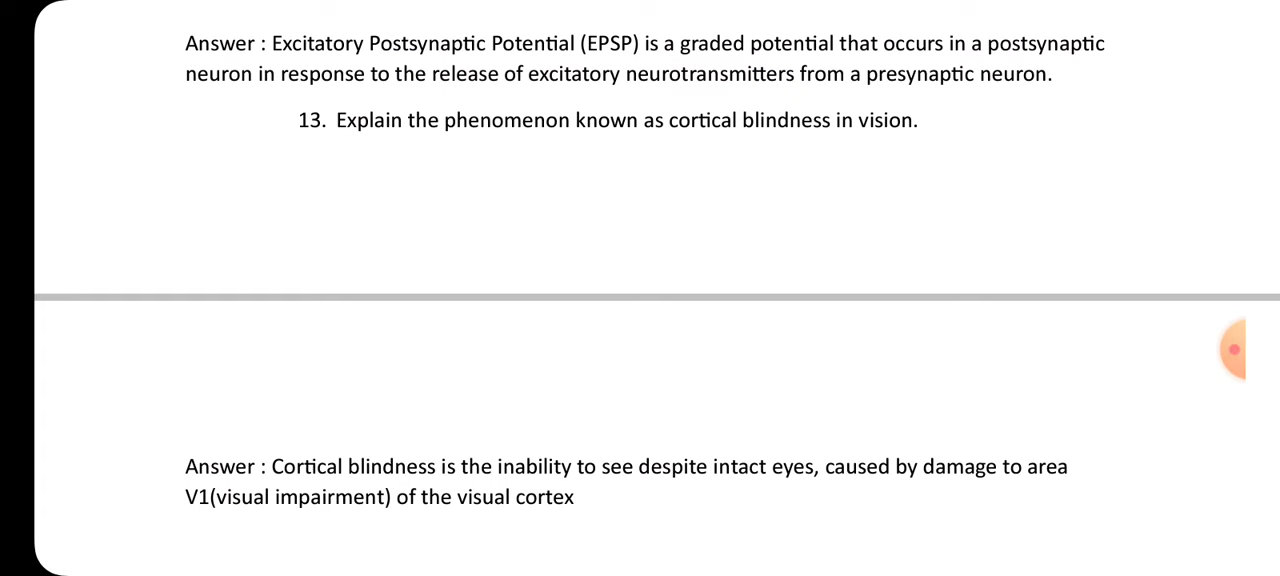 Answer : Excitatory Postsynaptic Potential (EPSP) is a graded potential that occurs in a postsynaptic
neuron in response to the release of excitatory neurotransmitters from a presynaptic neuron.
13. Explain the phenomenon known as cortical blindness in vision.
Answer : Cortical blindness is the inability to see despite intact eyes, caused by damage to area
V1(visual impairment) of the visual cortex